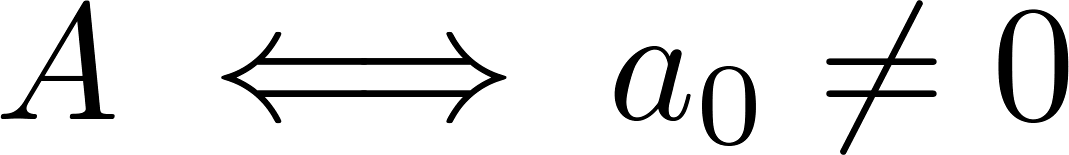 A ⟺ a₀ ≠ 0